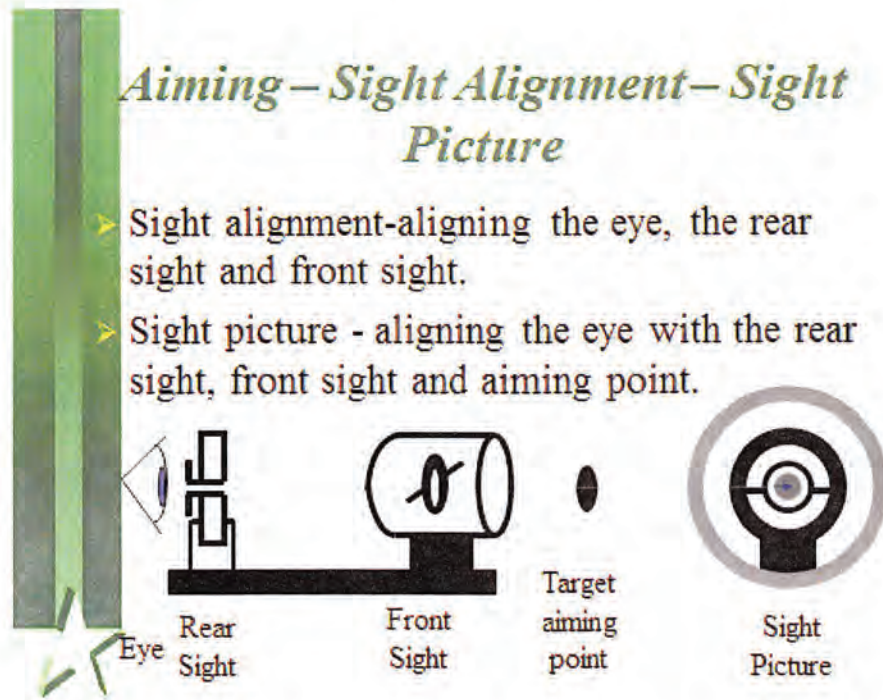 Aiming – Sight Alignment – Sight
Picture
Sight alignment-aligning the eye, the rear
sight and front sight.
Sight picture - aligning the eye with the rear
sight, front sight and aiming point.
Eye
Rear
Sight
Front
Sight
Target
aiming
point
Sight
Picture